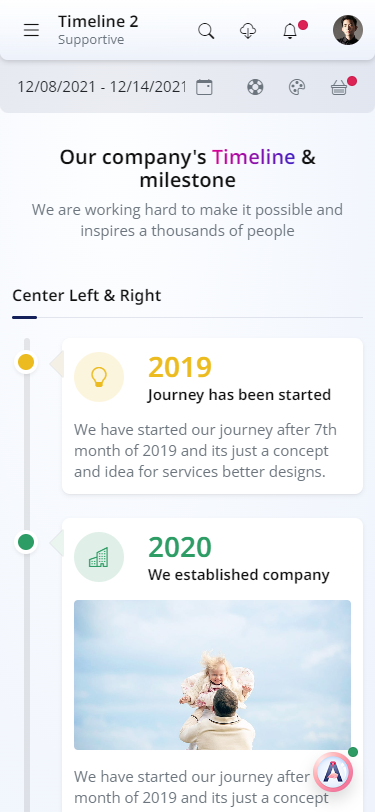 Timeline 2
Supportive
12/08/2021 - 12/14/2021
Our company's Timeline &
milestone
We are working hard to make it possible and
inspires a thousands of people
Center Left & Right
2019
Journey has been started
We have started our journey after 7th
month of 2019 and its just a concept
and idea for services better designs.
2020
We established company
We have started our journey after
month of 2019 and its just a concept